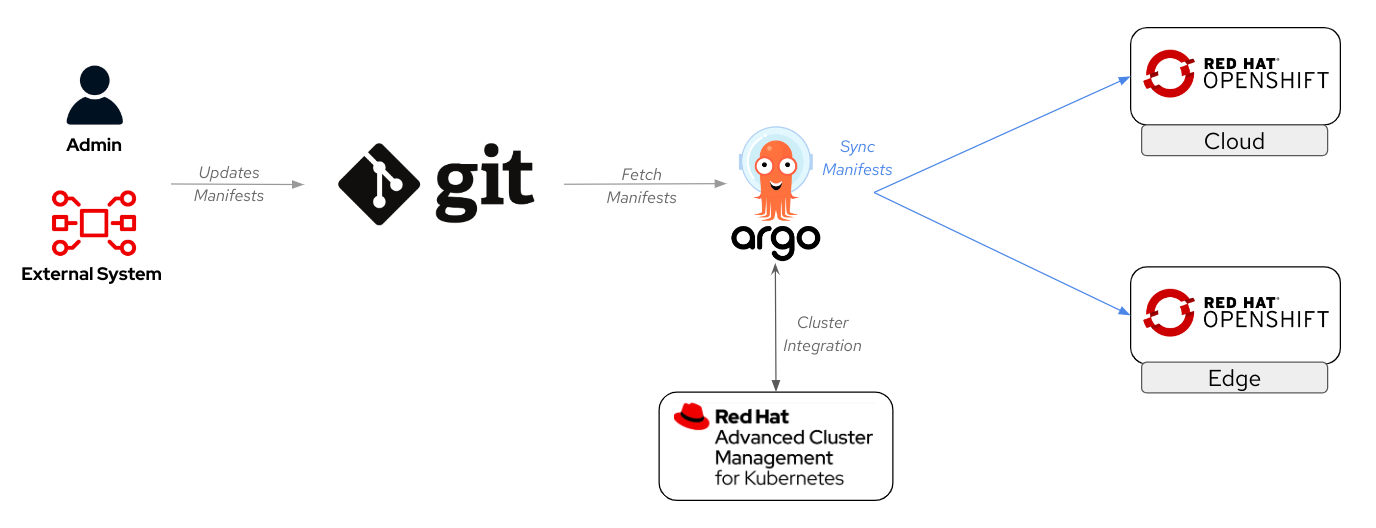 Admin
External System
Updates
Manifests
git
Fetch
Manifests
argo
Sync
Manifests
Cluster
Integration
Red Hat
Advanced Cluster
Management
for Kubernetes
RED HAT®
OPENSHIFT
Cloud
RED HAT®
OPENSHIFT
Edge